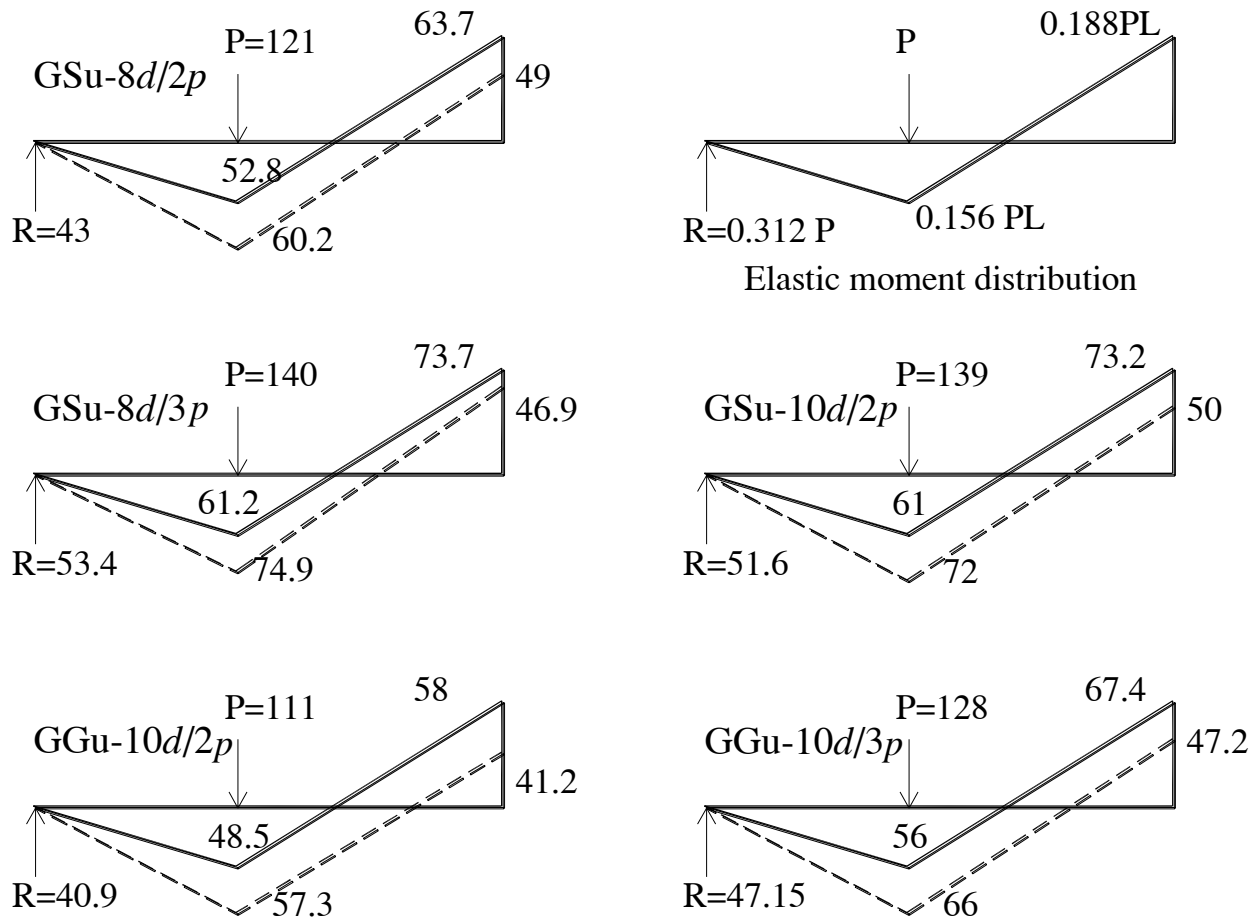 63.7
P=121
GSu-8d/2p
49
52.8
R=43
60.2
0.188PL
P
R=0.312 P
0.156 PL
Elastic moment distribution
73.7
P=140
GSu-8d/3p
46.9
61.2
R=53.4
74.9
73.2
P=139
GSu-10d/2p
50
61
R=51.6
72
58
P=111
GGu-10d/2p
41.2
48.5
R=40.9
57.3
67.4
P=128
GGu-10d/3p
47.2
56
R=47.15
66